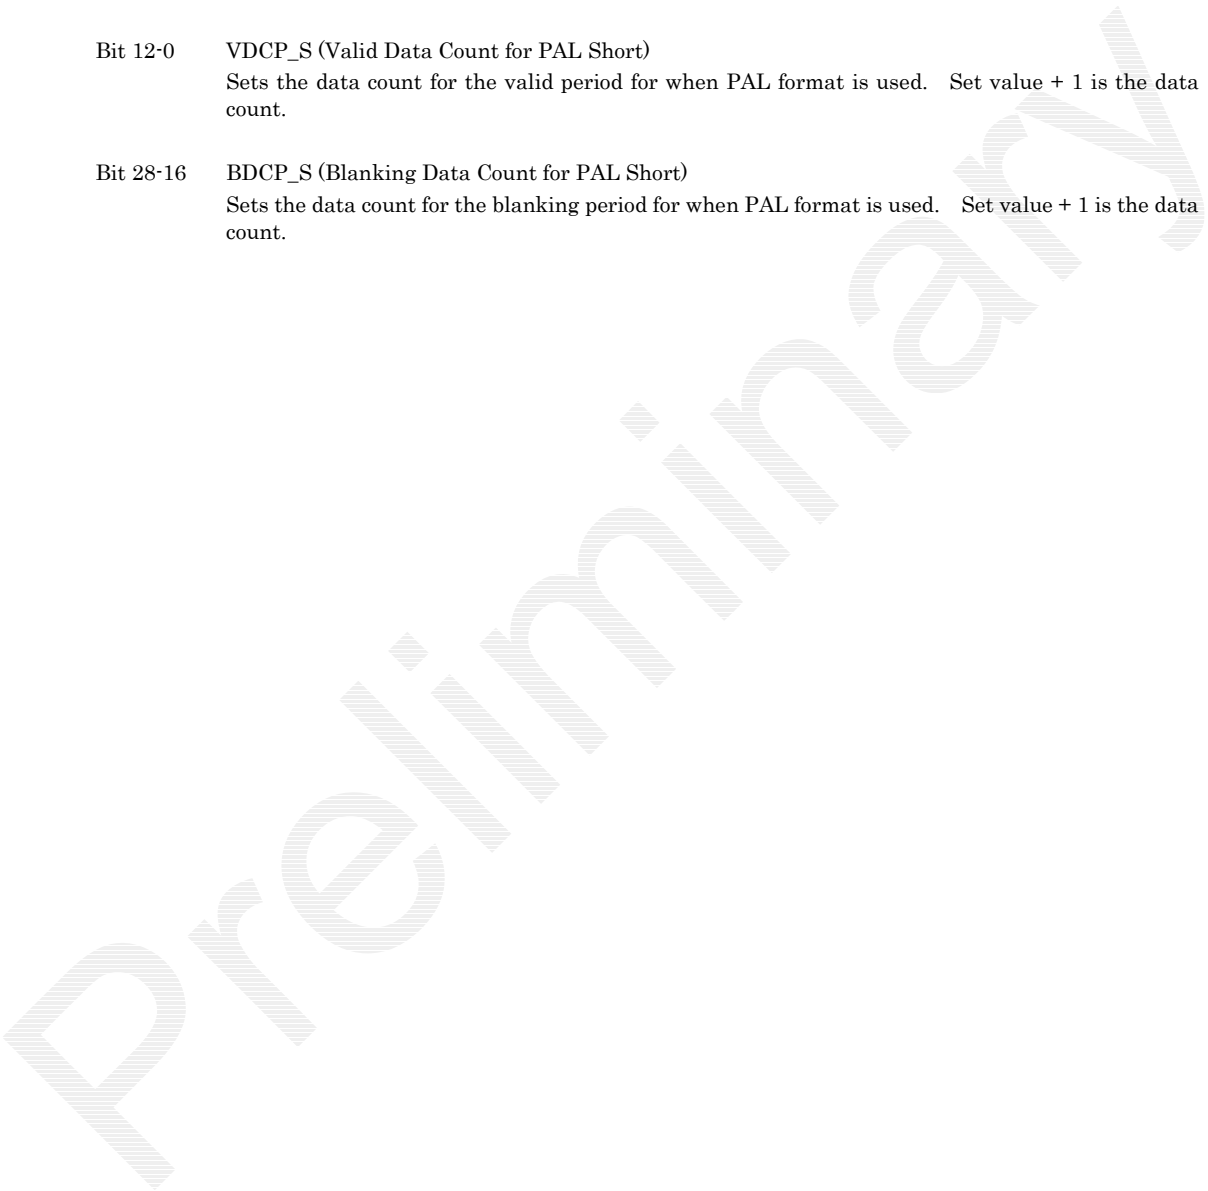 Bit 12-0 VDCP_S (Valid Data Count for PAL Short)
Sets the data count for the valid period for when PAL format is used. Set value + 1 is the data
count.
Bit 28-16 BDCP_S (Blanking Data Count for PAL Short)
Sets the data count for the blanking period for when PAL format is used. Set value + 1 is the data
count.
Preliminary